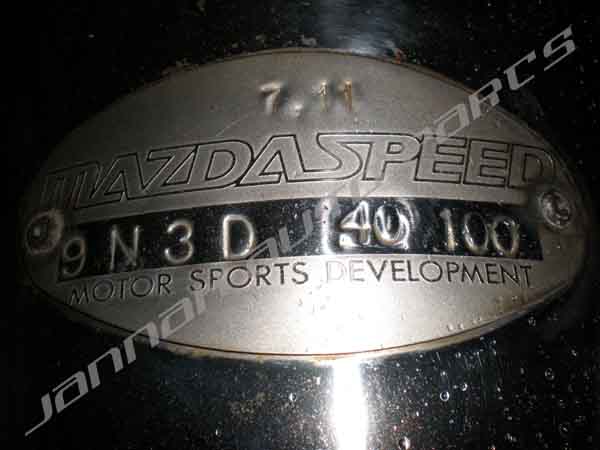 7.11
MAZDASPEED
9N3D 40 100
MOTOR SPORTS DEVELOPMENT